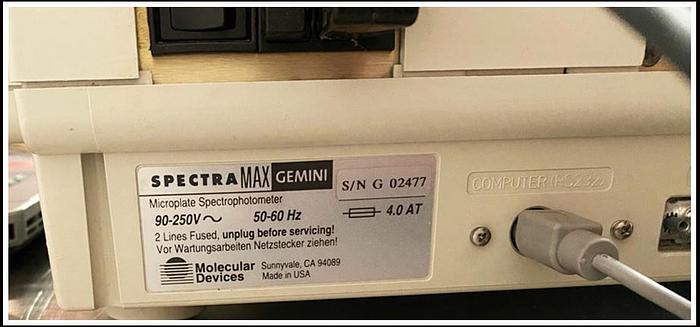 SPECTRAMAX GEMINI
S/N G 02477
COMPUTER (RS232)
Microplate Spectrophotometer
90-250V~ 50-60 Hz 4.0 AT
2 Lines Fused, unplug before servicing!
Vor Wartungsarbeiten Netzstecker ziehen!
Molecular
Devices
Sunnyvale, CA 94089
Made in USA